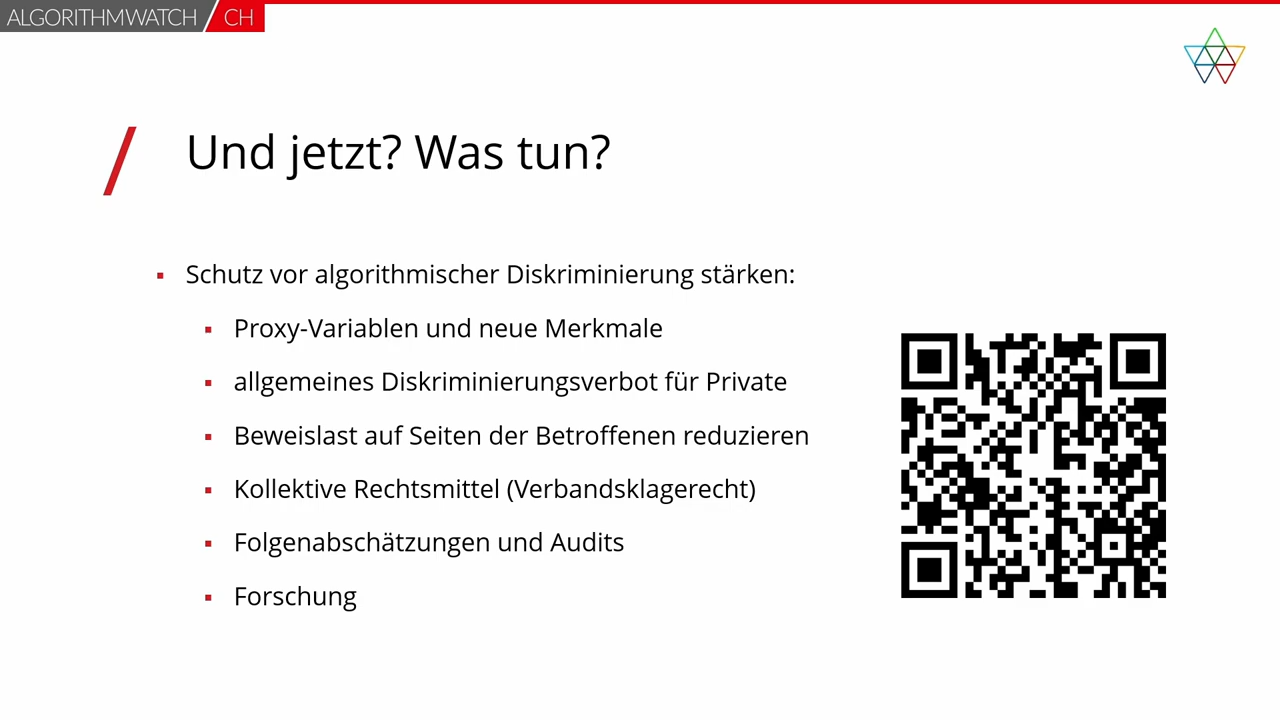 ALGORITHMWATCH / CH
Und jetzt? Was tun?
Schutz vor algorithmischer Diskriminierung stärken:
Proxy-Variablen und neue Merkmale
allgemeines Diskriminierungsverbot für Private
Beweislast auf Seiten der Betroffenen reduzieren
Kollektive Rechtsmittel (Verbandsklagerecht)
Folgenabschätzungen und Audits
Forschung